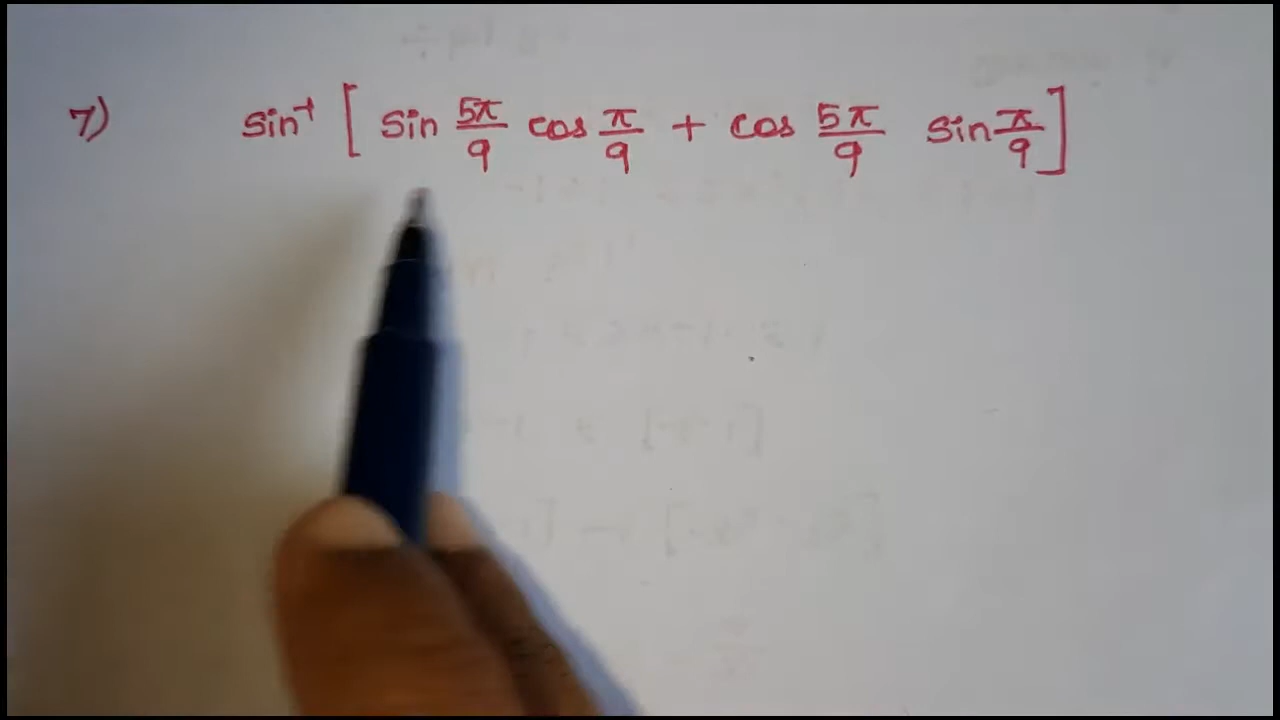 7) sin⁻¹ [ sin 5π/9 cos π/9 + cos 5π/9 sin π/9 ]